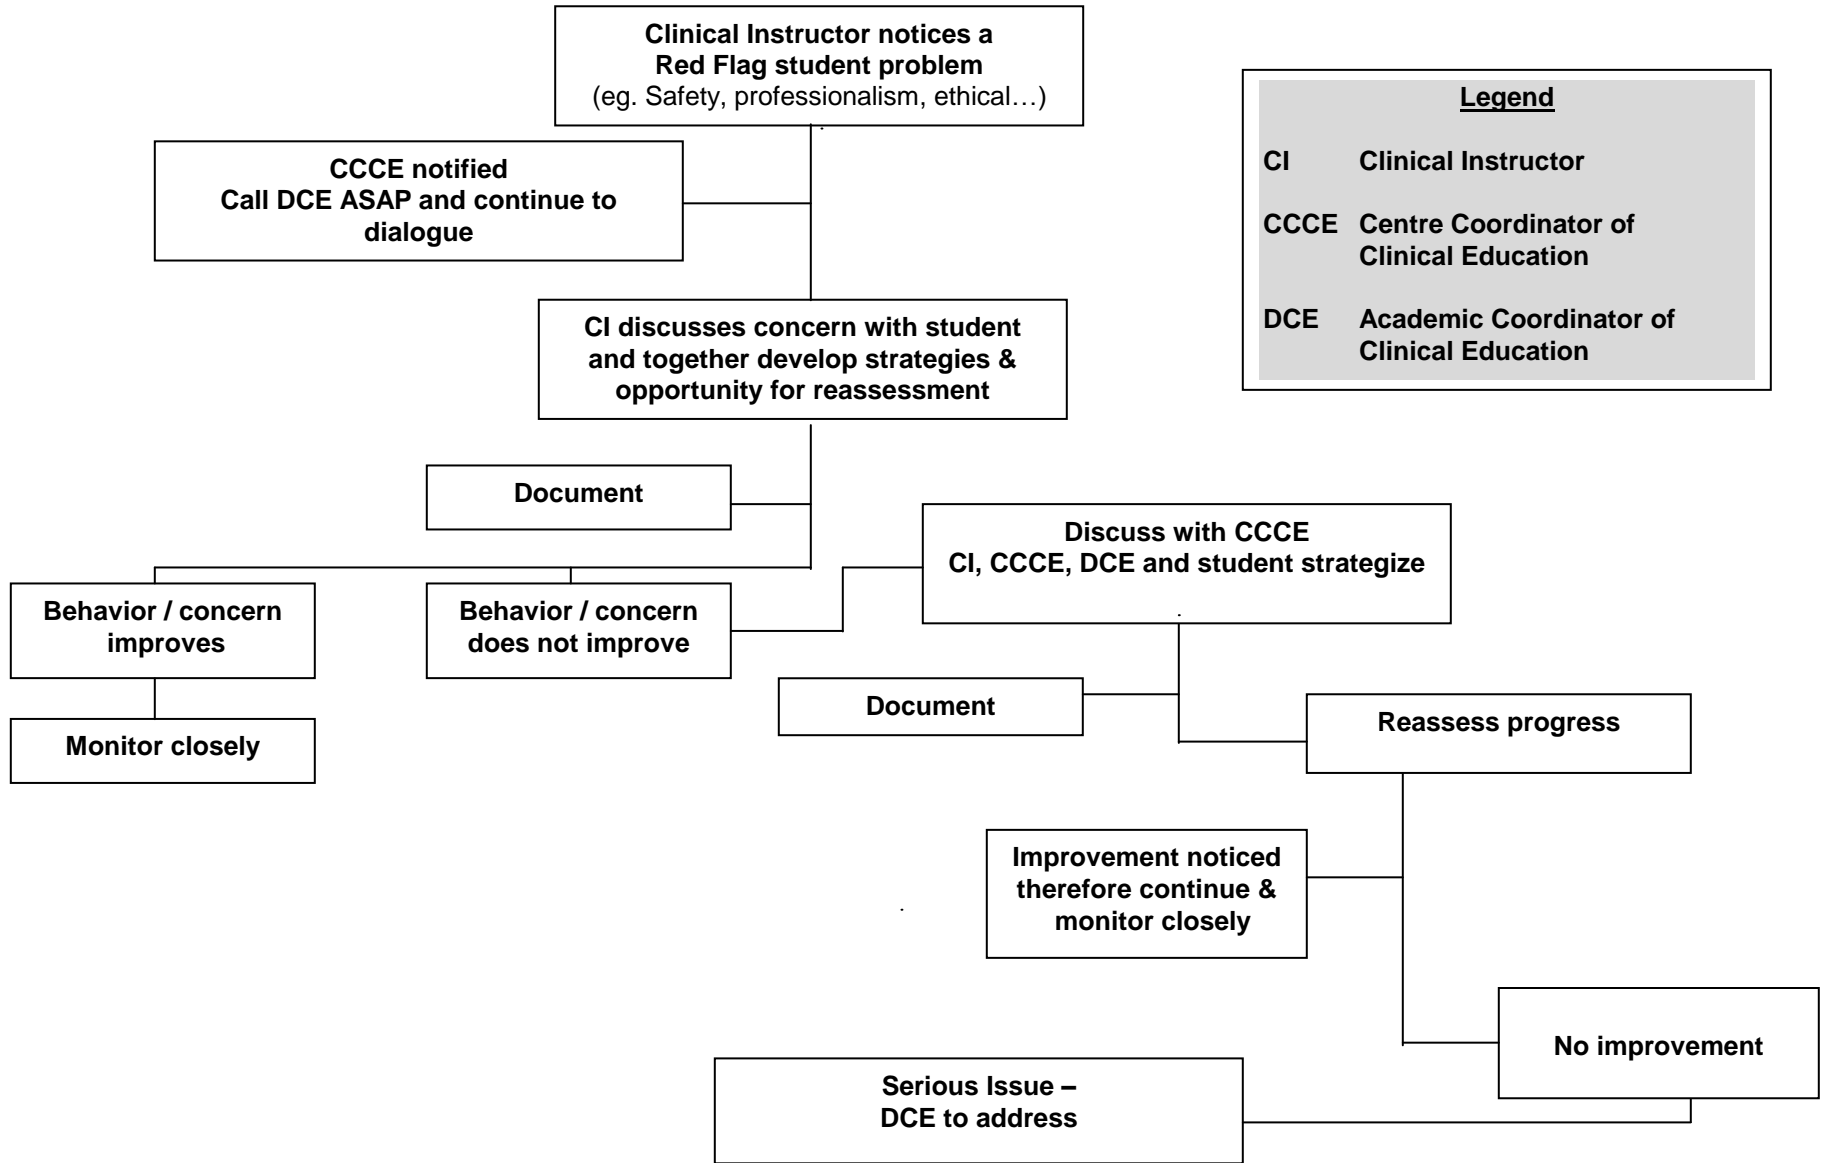 Clinical Instructor notices a
Red Flag student problem
(eg. Safety, professionalism, ethical…)
Legend
CI Clinical Instructor
CCCE Centre Coordinator of
Clinical Education
DCE Academic Coordinator of
Clinical Education
CCCE notified
Call DCE ASAP and continue to
dialogue
CI discusses concern with student
and together develop strategies &
opportunity for reassessment
Document
Discuss with CCCE
CI, CCCE, DCE and student strategize
Behavior / concern
improves
Behavior / concern
does not improve
Monitor closely
Document
Reassess progress
Improvement noticed
therefore continue &
monitor closely
No improvement
Serious Issue –
DCE to address